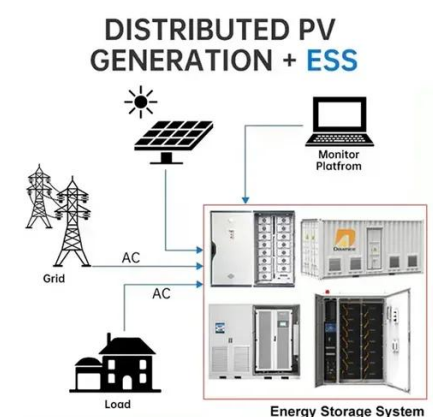 DISTRIBUTED PV
GENERATION + ESS
Monitor
Platfrom
Grid
AC
AC
Load
Energy Storage System